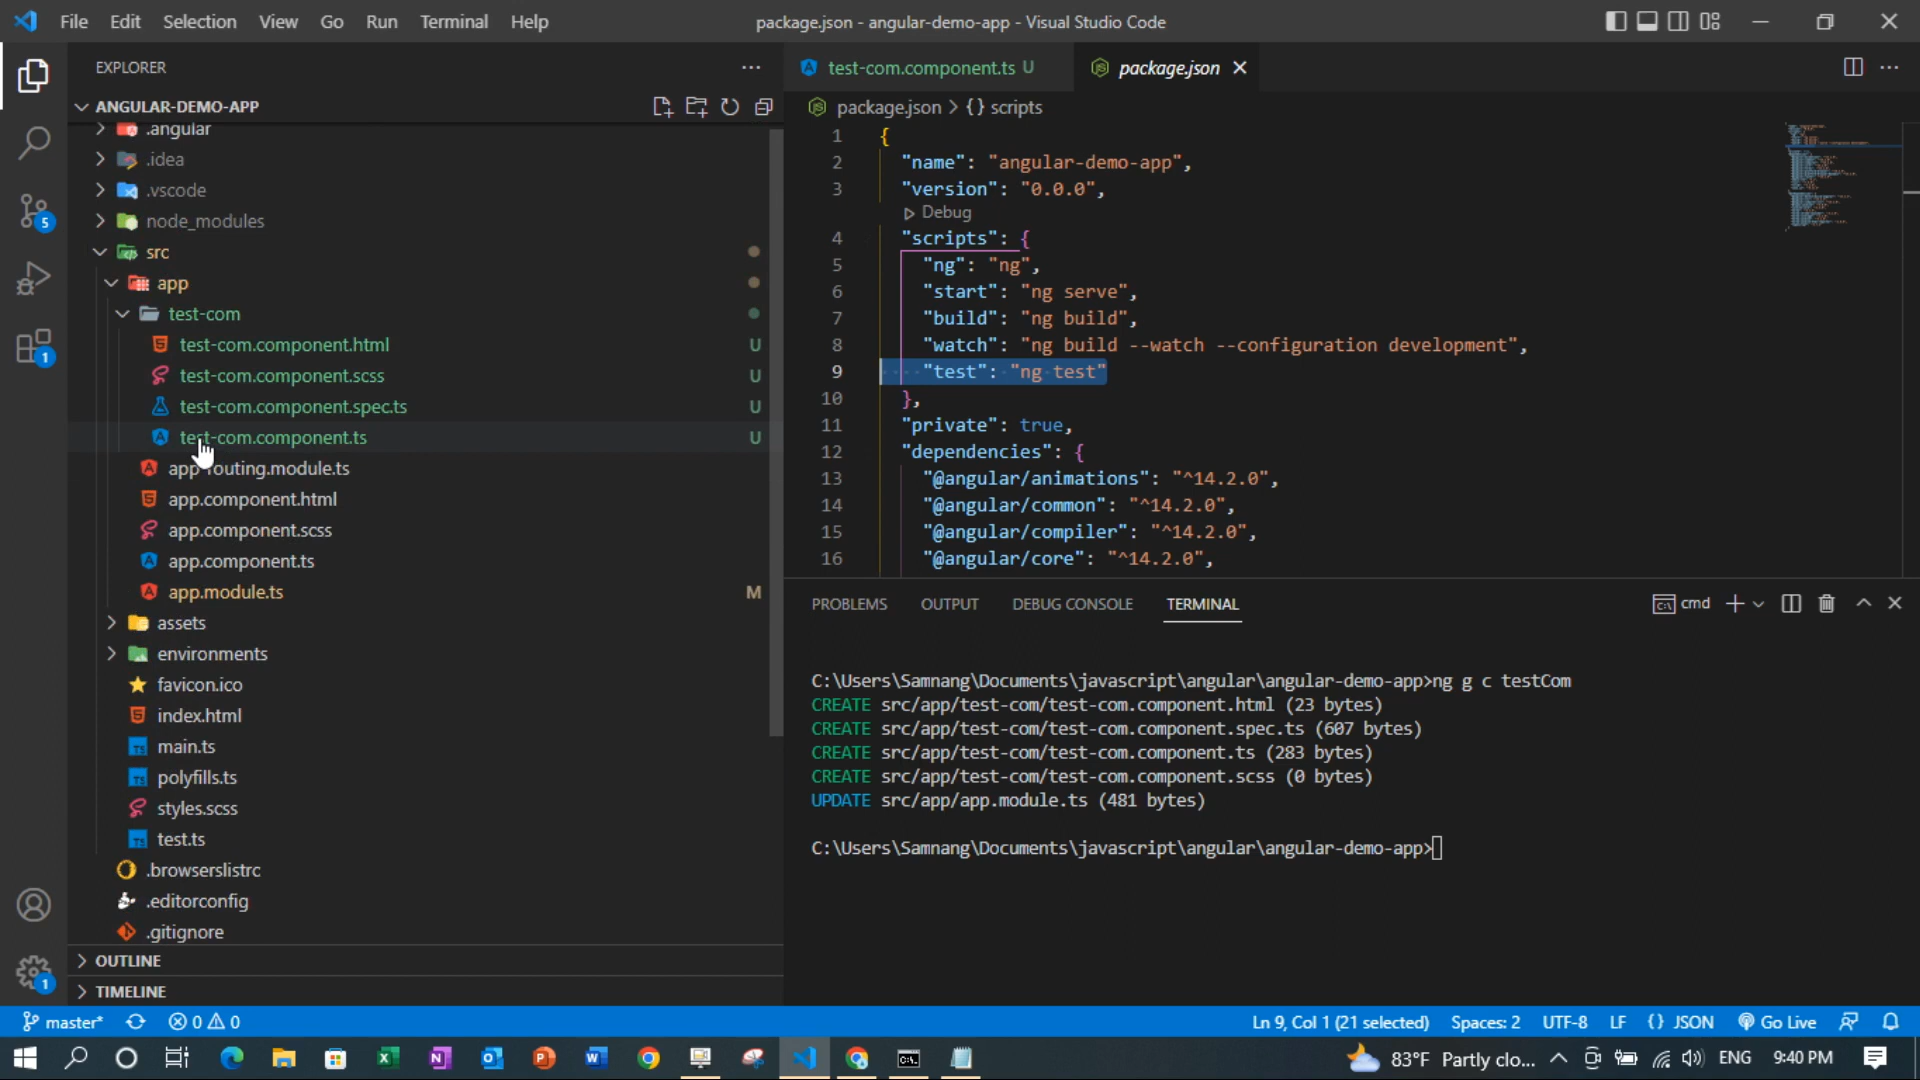 File Edit Selection View Go Run Terminal Help
package.json - angular-demo-app - Visual Studio Code
EXPLORER
ANGULAR-DEMO-APP
.angular
.idea
.vscode
node_modules
src
app
test-com
test-com.component.html U
test-com.component.scss U
test-com.component.spec.ts U
test-com.component.ts U
app-routing.module.ts
app.component.html
app.component.scss
app.component.ts
app.module.ts M
assets
environments
favicon.ico
index.html
main.ts
polyfills.ts
styles.scss
test.ts
.browserslistrc
.editorconfig
.gitignore
OUTLINE
TIMELINE
5
1
1
test-com.component.ts U
package.json
package.json > {} scripts
1 {
2 "name": "angular-demo-app",
3 "version": "0.0.0",
Debug
4 "scripts": {
5 "ng": "ng",
6 "start": "ng serve",
7 "build": "ng build",
8 "watch": "ng build --watch --configuration development",
9 "test": "ng test"
10 },
11 "private": true,
12 "dependencies": {
13 "@angular/animations": "^14.2.0",
14 "@angular/common": "^14.2.0",
15 "@angular/compiler": "^14.2.0",
16 "@angular/core": "^14.2.0",
PROBLEMS OUTPUT DEBUG CONSOLE TERMINAL
cmd
C:\Users\Samnang\Documents\javascript\angular\angular-demo-app>ng g c testCom
CREATE src/app/test-com/test-com.component.html (23 bytes)
CREATE src/app/test-com/test-com.component.spec.ts (607 bytes)
CREATE src/app/test-com/test-com.component.ts (283 bytes)
CREATE src/app/test-com/test-com.component.scss (0 bytes)
UPDATE src/app/app.module.ts (481 bytes)
C:\Users\Samnang\Documents\javascript\angular\angular-demo-app>
master* 0 0
Ln 9, Col 1 (21 selected) Spaces: 2 UTF-8 LF {} JSON Go Live
83°F Partly clo... ENG 9:40 PM